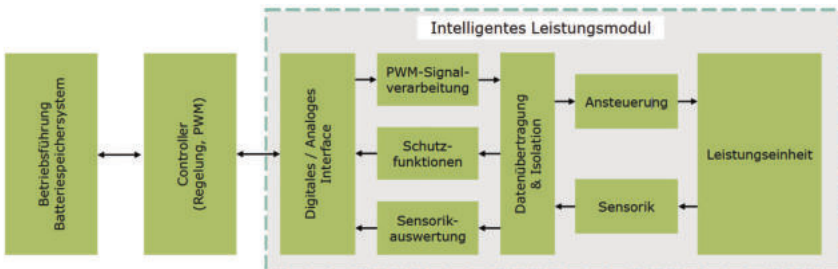 Intelligentes Leistungsmodul
Betriebsführung
Batteriespeichersystem
Controller
(Regelung, PWM)
Digitales / Analoges
Interface
PWM-Signal-
verarbeitung
Schutz-
funktionen
Sensorik-
auswertung
Datenübertragung
& Isolation
Ansteuerung
Sensorik
Leistungseinheit